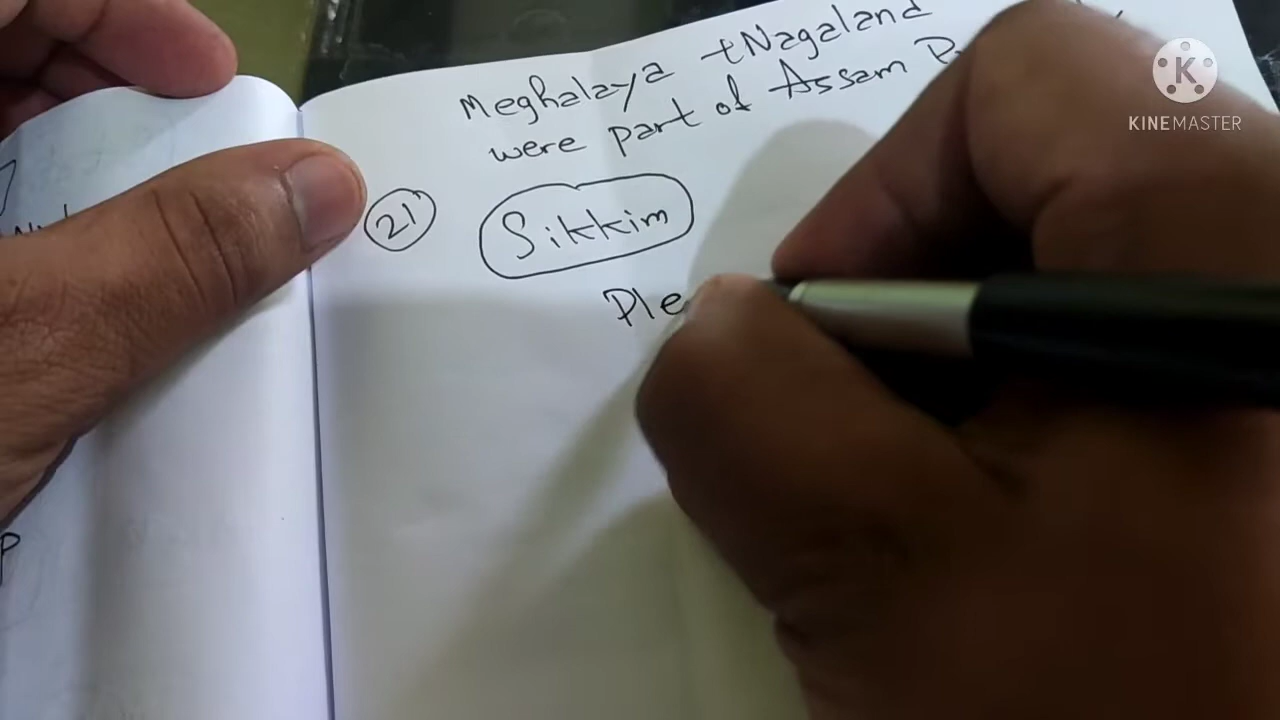 Meghalaya + Nagaland
were part of Assam
21 Sikkim
Ple
K
KINEMASTER
P